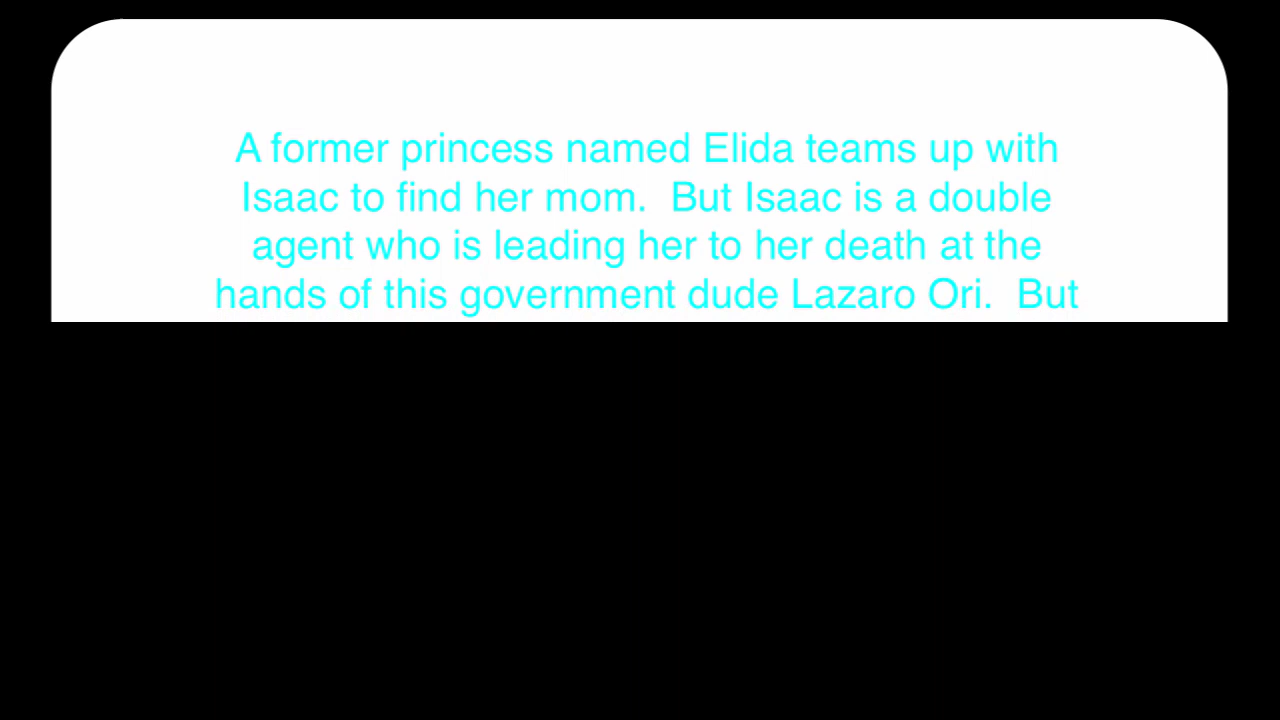 A former princess named Elida teams up with
Isaac to find her mom.  But Isaac is a double
agent who is leading her to her death at the
hands of this government dude Lazaro Ori.  But